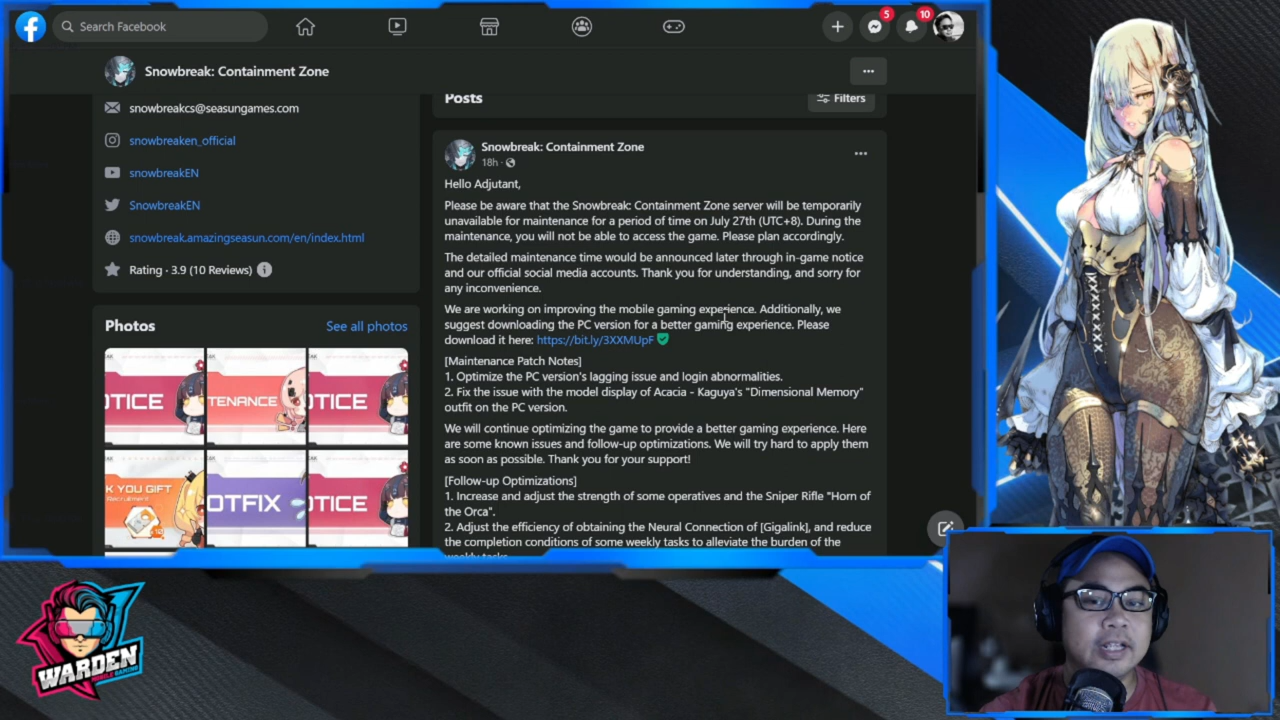 Search Facebook
5
10
Snowbreak: Containment Zone
snowbreakcs@seasungames.com
snowbreaken_official
snowbreakEN
SnowbreakEN
snowbreak.amazingseasun.com/en/index.html
Rating · 3.9 (10 Reviews)
Photos
See all photos
OTICE
TENANCE
OTICE
K YOU GIFT
Recruitment
OTFIX
OTICE
Posts
Filters
Snowbreak: Containment Zone
18h ·
Hello Adjutant,
Please be aware that the Snowbreak: Containment Zone server will be temporarily
unavailable for maintenance for a period of time on July 27th (UTC+8). During the
maintenance, you will not be able to access the game. Please plan accordingly.
The detailed maintenance time would be announced later through in-game notice
and our official social media accounts. Thank you for understanding, and sorry for
any inconvenience.
We are working on improving the mobile gaming experience. Additionally, we
suggest downloading the PC version for a better gaming experience. Please
download it here: https://bit.ly/3XXMUpF
[Maintenance Patch Notes]
1. Optimize the PC version's lagging issue and login abnormalities.
2. Fix the issue with the model display of Acacia - Kaguya's "Dimensional Memory"
outfit on the PC version.
We will continue optimizing the game to provide a better gaming experience. Here
are some known issues and follow-up optimizations. We will try hard to apply them
as soon as possible. Thank you for your support!
[Follow-up Optimizations]
1. Increase and adjust the strength of some operatives and the Sniper Rifle "Horn of
the Orca".
2. Adjust the efficiency of obtaining the Neural Connection of [Gigalink], and reduce
the completion conditions of some weekly tasks to alleviate the burden of the
weekly tasks.
WARDEN
MOBILE GAMING